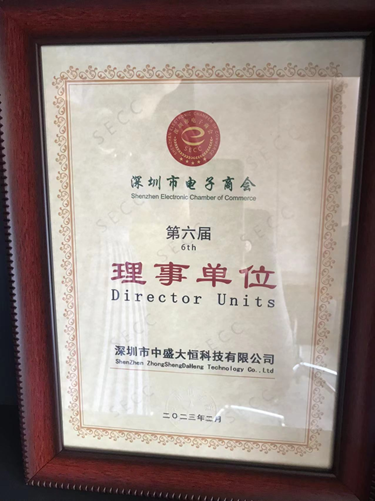 SECC
深圳市电子商会
Shenzhen Electronic Chamber of Commerce
第六届
6th
理事单位
Director Units
深圳市中盛大恒科技有限公司
ShenZhen ZhongShengDaHeng Technology Co.,Ltd
二〇二三年二月